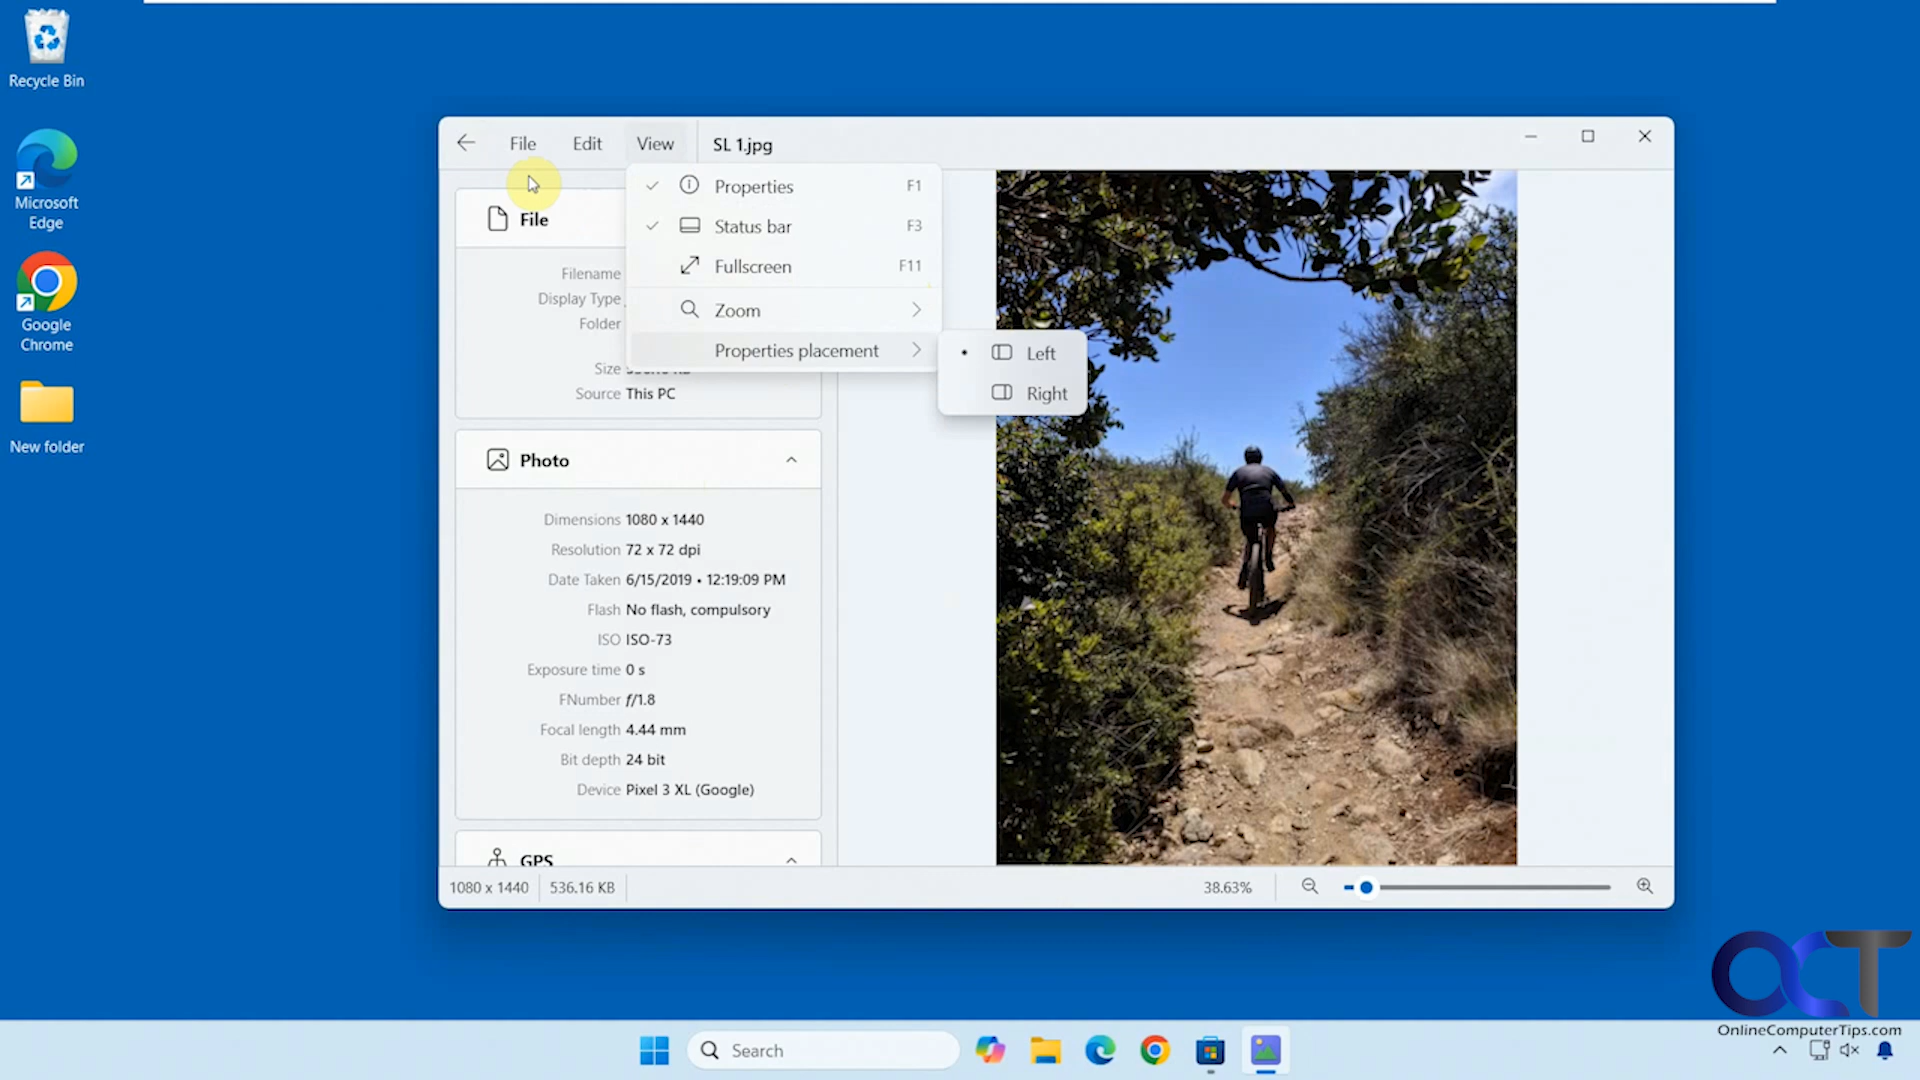 Recycle Bin
Microsoft
Edge
Google
Chrome
New folder
File
Edit
View
SL 1.jpg
Properties F1
Status bar F3
Fullscreen F11
Zoom
Properties placement
Left
Right
File
Filename
Display Type
Folder
Size
Source This PC
Photo
Dimensions 1080 x 1440
Resolution 72 x 72 dpi
Date Taken 6/15/2019 • 12:19:09 PM
Flash No flash, compulsory
ISO ISO-73
Exposure time 0 s
FNumber f/1.8
Focal length 4.44 mm
Bit depth 24 bit
Device Pixel 3 XL (Google)
GPS
1080 x 1440
536.16 KB
38.63%
OCT
OnlineComputerTips.com
Search